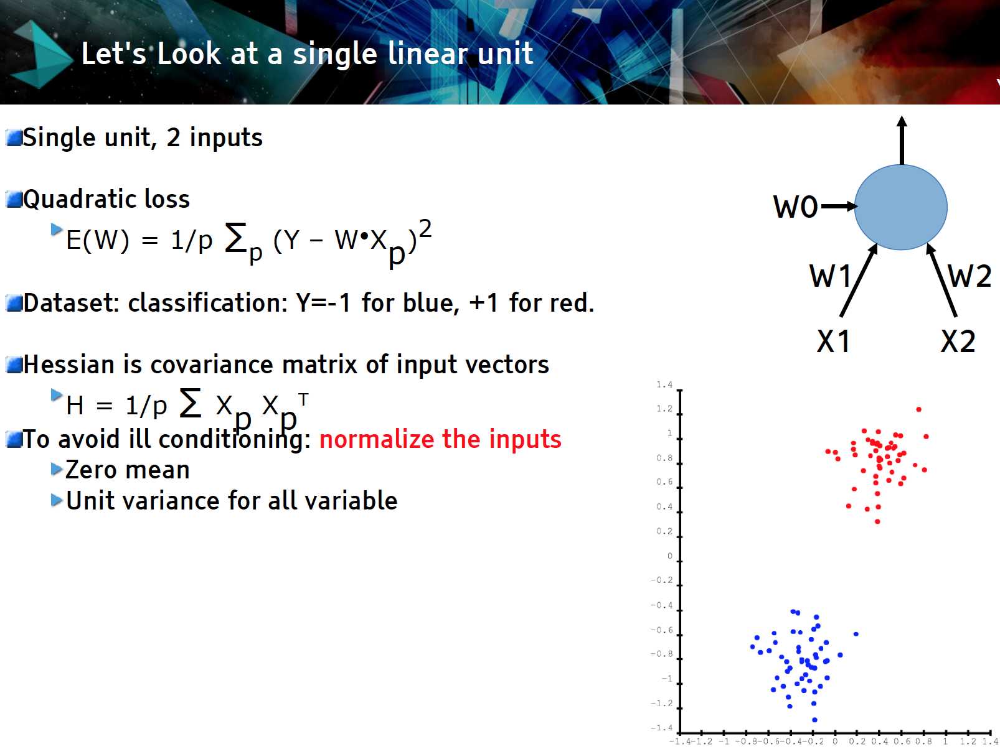 Let's Look at a single linear unit
Single unit, 2 inputs
Quadratic loss
E(W) = 1/p ∑p (Y – W•Xp)2
Dataset: classification: Y=-1 for blue, +1 for red.
Hessian is covariance matrix of input vectors
H = 1/p ∑ Xp XpT
To avoid ill conditioning: normalize the inputs
Zero mean
Unit variance for all variable
W0
W1 W2
X1 X2
1.4
1.2
1
0.8
0.6
0.4
0.2
0
-0.2
-0.4
-0.6
-0.8
-1
-1.2
-1.4
-1.4 -1.2 -1 -0.8 -0.6 -0.4 -0.2 0 0.2 0.4 0.6 0.8 1 1.2 1.4